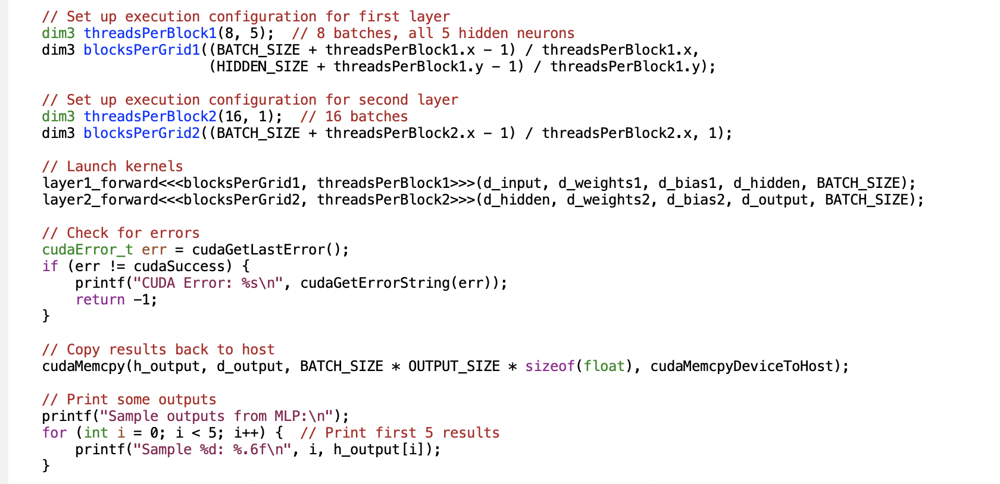 // Set up execution configuration for first layer
dim3 threadsPerBlock1(8, 5);  // 8 batches, all 5 hidden neurons
dim3 blocksPerGrid1((BATCH_SIZE + threadsPerBlock1.x – 1) / threadsPerBlock1.x,
                    (HIDDEN_SIZE + threadsPerBlock1.y – 1) / threadsPerBlock1.y);

// Set up execution configuration for second layer
dim3 threadsPerBlock2(16, 1);  // 16 batches
dim3 blocksPerGrid2((BATCH_SIZE + threadsPerBlock2.x – 1) / threadsPerBlock2.x, 1);

// Launch kernels
layer1_forward<<<blocksPerGrid1, threadsPerBlock1>>>(d_input, d_weights1, d_bias1, d_hidden, BATCH_SIZE);
layer2_forward<<<blocksPerGrid2, threadsPerBlock2>>>(d_hidden, d_weights2, d_bias2, d_output, BATCH_SIZE);

// Check for errors
cudaError_t err = cudaGetLastError();
if (err != cudaSuccess) {
    printf("CUDA Error: %s\n", cudaGetErrorString(err));
    return –1;
}

// Copy results back to host
cudaMemcpy(h_output, d_output, BATCH_SIZE * OUTPUT_SIZE * sizeof(float), cudaMemcpyDeviceToHost);

// Print some outputs
printf("Sample outputs from MLP:\n");
for (int i = 0; i < 5; i++) {  // Print first 5 results
    printf("Sample %d: %.6f\n", i, h_output[i]);
}